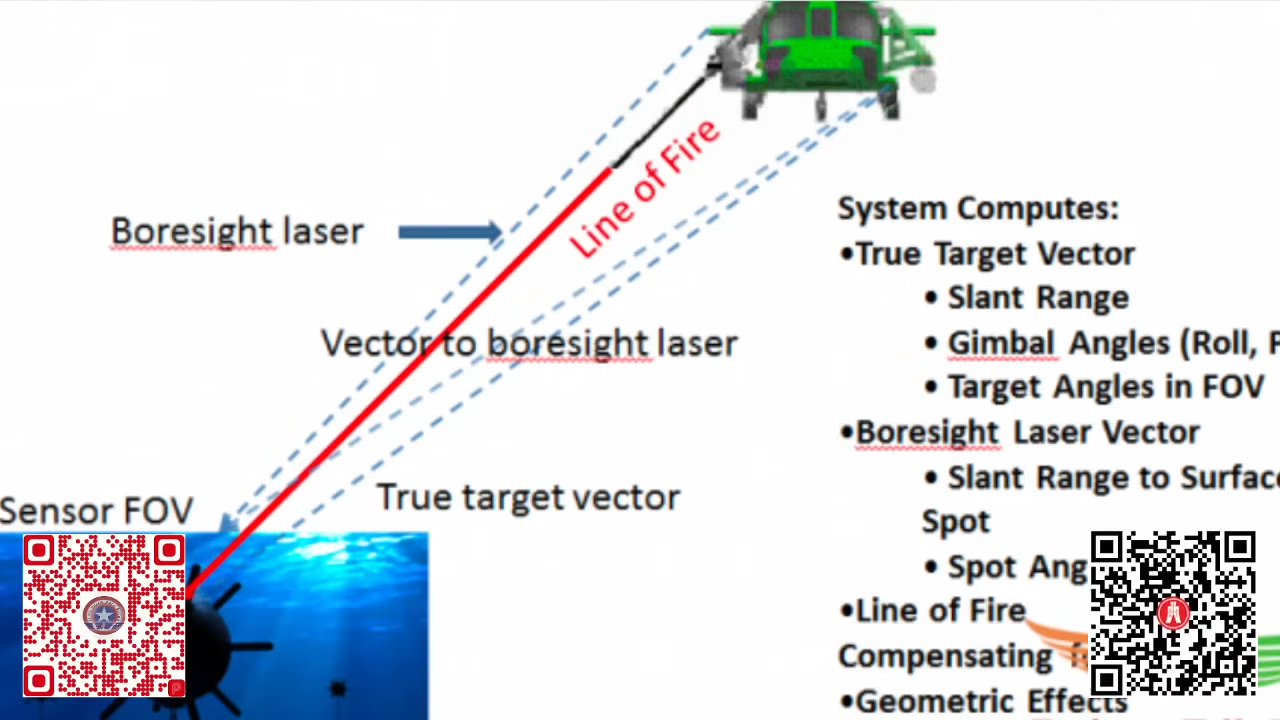 Line of Fire
Boresight laser
Vector to boresight laser
True target vector
Sensor FOV
System Computes:
•True Target Vector
• Slant Range
• Gimbal Angles (Roll,
• Target Angles in FOV
•Boresight Laser Vector
• Slant Range to
Spot
• Spot
•Line of Fire
Compensating
•Geometric Effects